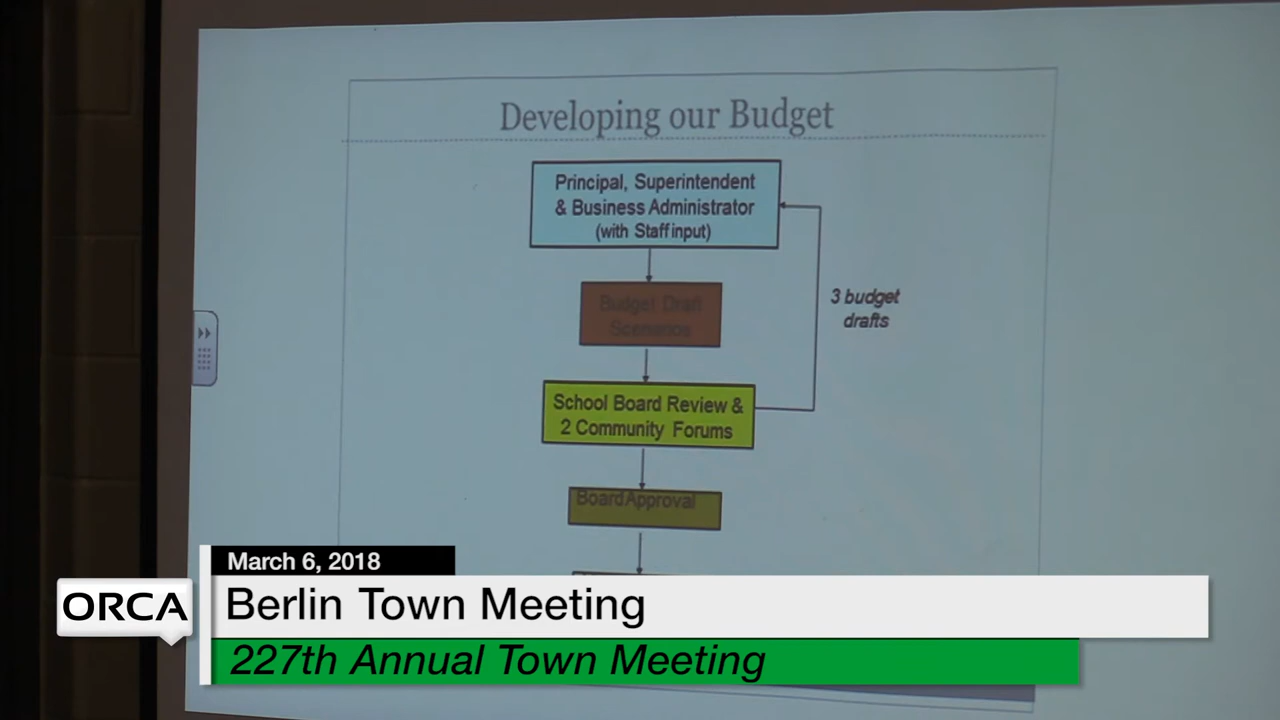 Developing our Budget
Principal, Superintendent
& Business Administrator
(with Staff input)
Budget Draft
Scenarios
3 budget
drafts
School Board Review &
2 Community Forums
Board Approval
March 6, 2018
ORCA
Berlin Town Meeting
227th Annual Town Meeting